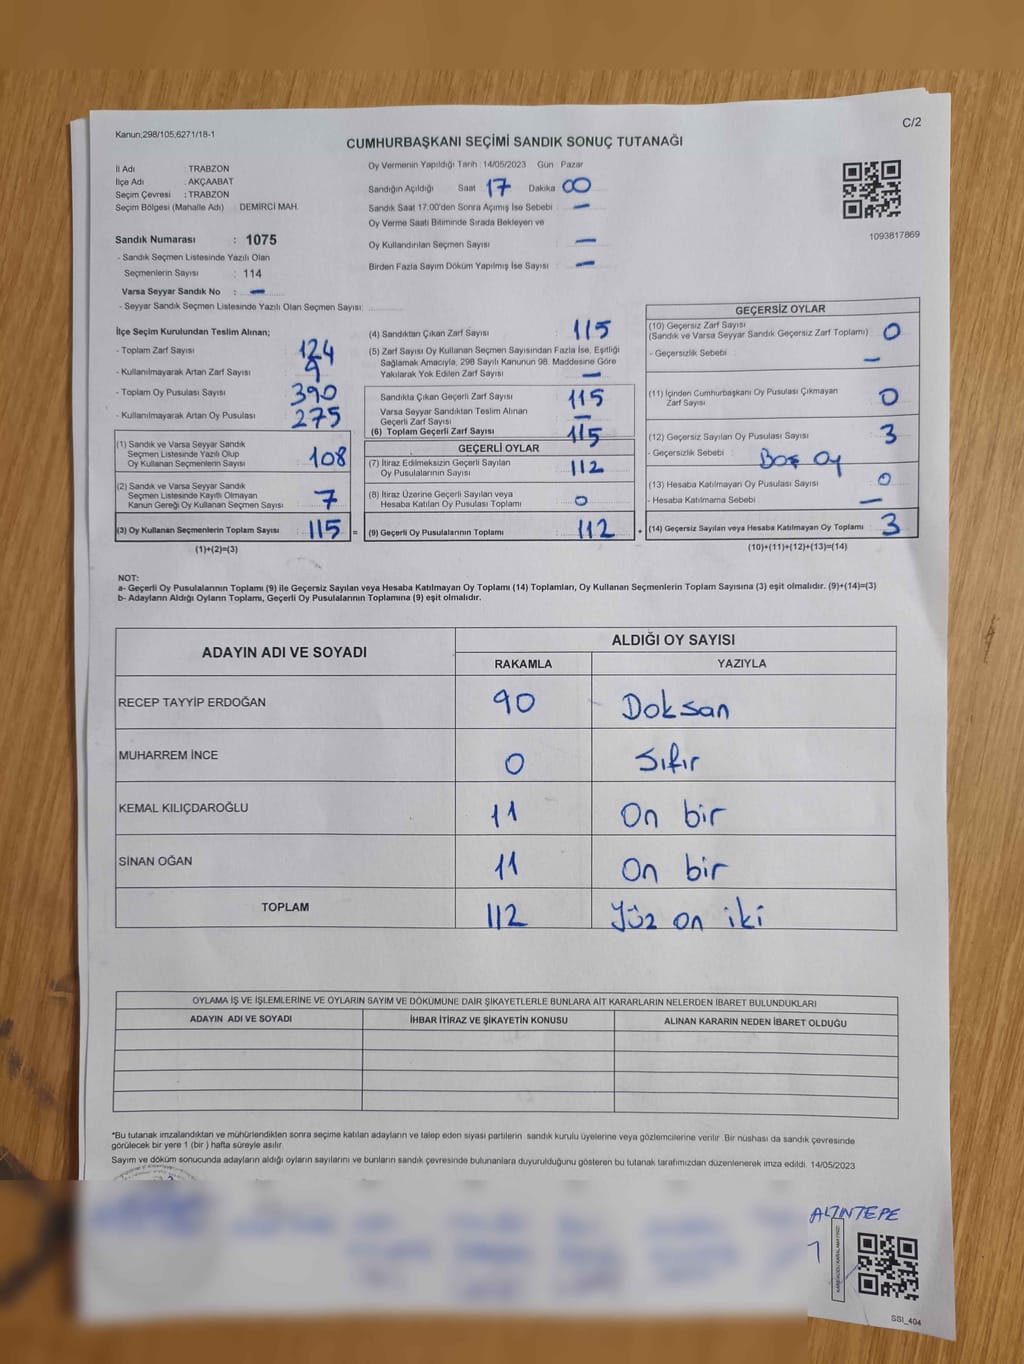 Kanun;298/105,6271/18-1
C/2
CUMHURBAŞKANI SEÇİMİ SANDIK SONUÇ TUTANAĞI
İl Adı : TRABZON
İlçe Adı : AKÇAABAT
Seçim Çevresi : TRABZON
Seçim Bölgesi (Mahalle Adı) DEMİRCİ MAH.
Sandık Numarası : 1075
- Sandık Seçmen Listesinde Yazılı Olan
Seçmenlerin Sayısı : 114
Varsa Seyyar Sandık No : —
- Seyyar Sandık Seçmen Listesinde Yazılı Olan Seçmen Sayısı:
Oy Vermenin Yapıldığı Tarih 14/05/2023 Gün Pazar
Sandığın Açıldığı Saat 17 Dakika 00
Sandık Saat 17:00'den Sonra Açımış İse Sebebi —
Oy Verme Saati Bitiminde Sırada Bekleyen ve
Oy Kullandırılan Seçmen Sayısı —
Birden Fazla Sayım Döküm Yapılmış İse Sayısı —
1093817869
İlçe Seçim Kurulundan Teslim Alınan;
- Toplam Zarf Sayısı 124
- Kullanılmayarak Artan Zarf Sayısı 9
- Toplam Oy Pusulası Sayısı 390
- Kullanılmayarak Artan Oy Pusulası 275
(1) Sandık ve Varsa Seyyar Sandık
Seçmen Listesinde Yazılı Olup
Oy Kullanan Seçmenlerin Sayısı 108
(2) Sandık ve Varsa Seyyar Sandık
Seçmen Listesinde Kayıtlı Olmayan
Kanun Gereği Oy Kullanan Seçmen Sayısı 7
(3) Oy Kullanan Seçmenlerin Toplam Sayısı : 115 =
(1)+(2)=(3)
(4) Sandıktan Çıkan Zarf Sayısı : 115
(5) Zarf Sayısı Oy Kullanan Seçmen Sayısından Fazla İse, Eşitliği
Sağlamak Amacıyla, 298 Sayılı Kanunun 98. Maddesine Göre
Yakılarak Yok Edilen Zarf Sayısı —
Sandıkta Çıkan Geçerli Zarf Sayısı : 115
Varsa Seyyar Sandıktan Teslim Alınan
Geçerli Zarf Sayısı —
(6) Toplam Geçerli Zarf Sayısı 115
GEÇERLİ OYLAR
(7) İtiraz Edilmeksizin Geçerli Sayılan
Oy Pusulalarının Sayısı : 112
(8) İtiraz Üzerine Geçerli Sayılan veya
Hesaba Katılan Oy Pusulası Toplamı : 0
(9) Geçerli Oy Pusulalarının Toplamı : 112 +
GEÇERSİZ OYLAR
(10) Geçersiz Zarf Sayısı
(Sandık ve Varsa Seyyar Sandık Geçersiz Zarf Toplamı) 0
- Geçersizlik Sebebi —
(11) İçinden Cumhurbaşkanı Oy Pusulası Çıkmayan
Zarf Sayısı 0
(12) Geçersiz Sayılan Oy Pusulası Sayısı 3
- Geçersizlik Sebebi Boş Oy
(13) Hesaba Katılmayan Oy Pusulası Sayısı 0
- Hesaba Katılmama Sebebi —
(14) Geçersiz Sayılan veya Hesaba Katılmayan Oy Toplamı : 3
(10)+(11)+(12)+(13)=(14)
NOT:
a- Geçerli Oy Pusulalarının Toplamı (9) ile Geçersiz Sayılan veya Hesaba Katılmayan Oy Toplamı (14) Toplamları, Oy Kullanan Seçmenlerin Toplam Sayısına (3) eşit olmalıdır. (9)+(14)=(3)
b- Adayların Aldığı Oyların Toplamı, Geçerli Oy Pusulalarının Toplamına (9) eşit olmalıdır.
ADAYIN ADI VE SOYADI ALDIĞI OY SAYISI
RAKAMLA YAZIYLA
RECEP TAYYİP ERDOĞAN 90 Doksan
MUHARREM İNCE 0 Sıfır
KEMAL KILIÇDAROĞLU 11 On bir
SİNAN OĞAN 11 On bir
TOPLAM 112 Yüz on iki
OYLAMA İŞ VE İŞLEMLERİNE VE OYLARIN SAYIM VE DÖKÜMÜNE DAİR ŞİKAYETLERLE BUNLARA AİT KARARLARIN NELERDEN İBARET BULUNDUKLARI
ADAYIN ADI VE SOYADI İHBAR İTİRAZ VE ŞİKAYETİN KONUSU ALINAN KARARIN NEDEN İBARET OLDUĞU
*Bu tutanak imzalandıktan ve mühürlendikten sonra seçime katılan adayların ve talep eden siyasi partilerin sandık kurulu üyelerine veya gözlemcilerine verilir. Bir nüshası da sandık çevresinde
görülecek bir yere 1 (bir ) hafta süreyle asılır.
Sayım ve döküm sonucunda adayların aldığı oyların sayılarını ve bunların sandık çevresinde bulunanlara duyurulduğunu gösteren bu tutanak tarafımızdan düzenlenerek imza edildi. 14/05/2023
ALTINTEPE
1
SSI_404